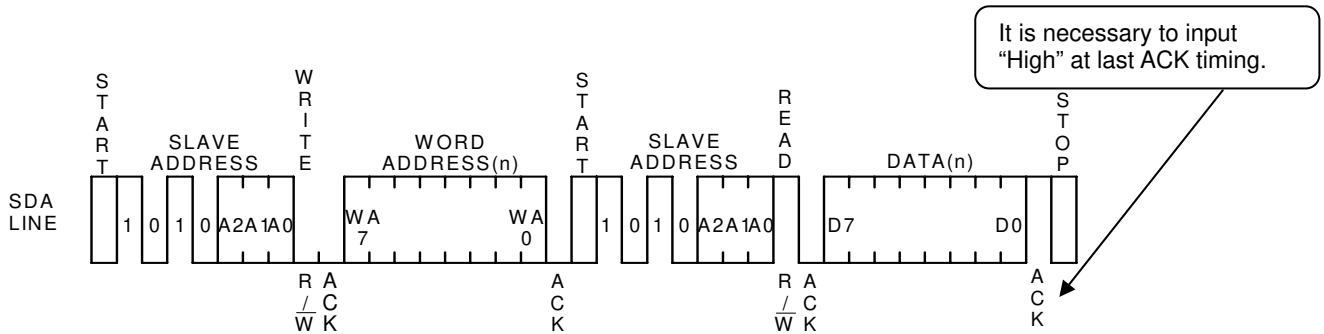 It is necessary to input
“High” at last ACK timing.
START
SLAVE
ADDRESS
WRITE
WORD
ADDRESS(n)
START
SLAVE
ADDRESS
READ
DATA(n)
STOP
SDA
LINE
1 0 1 0 A2 A1 A0
WA
7
WA
0
1 0 1 0 A2 A1 A0
D7
D0
R/W
ACK
ACK
R/W
ACK
ACK